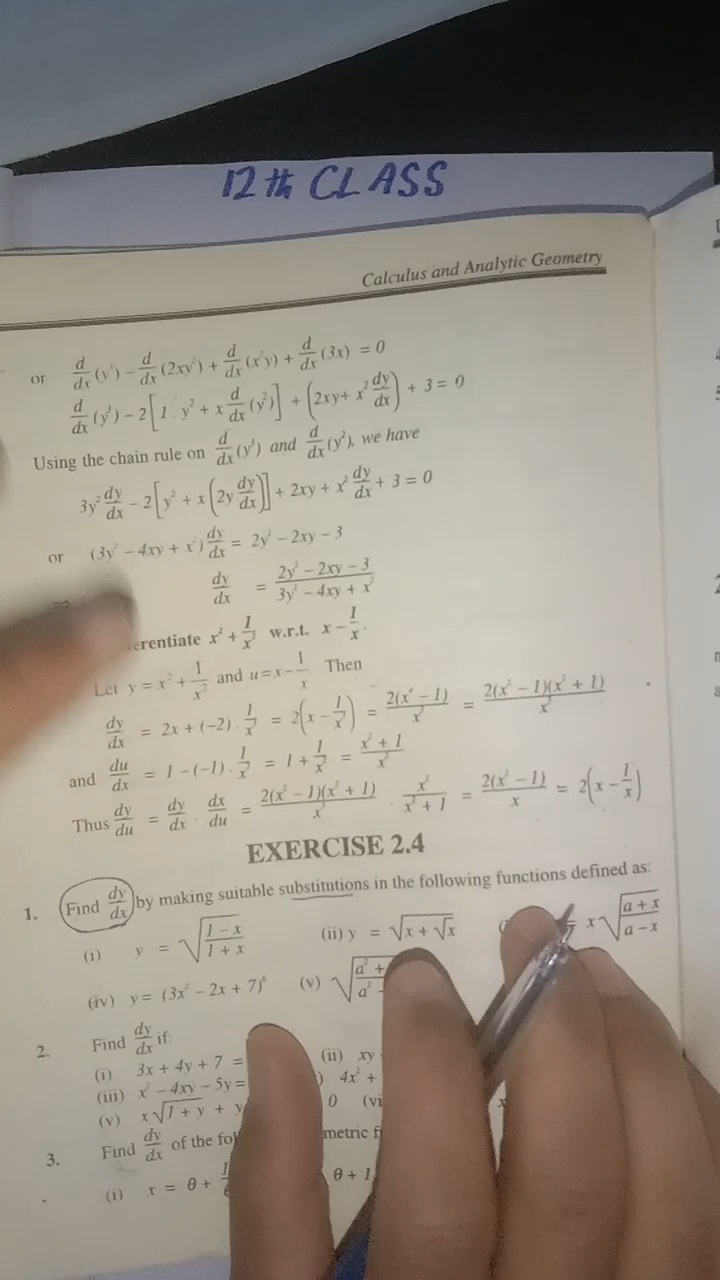 12th CLASS
Calculus and Analytic Geometry
or d/dx (y³) − d/dx (2xy²) + d/dx (x²y) + d/dx (3x) = 0
d/dx (y³) − 2[1. y² + x d/dx (y²)] + (2xy + x² dy/dx) + 3 = 0
Using the chain rule on d/dx (y³) and d/dx (y²), we have
3y² dy/dx − 2[y² + x(2y dy/dx)] + 2xy + x² dy/dx + 3 = 0
or (3y² − 4xy + x²) dy/dx = 2y² − 2xy − 3
dy/dx = (2y² − 2xy − 3)/(3y² − 4xy + x²)
x² + 1/x² w.r.t. x − 1/x.
Let y = x² + 1/x² and u = x − 1/x. Then
dy/dx = 2x + (−2) . 1/x³ = 2(x − 1/x³) = 2(x⁴ − 1)/x³ = 2(x² − 1)(x² + 1)/x³
and du/dx = 1 − (−1) . 1/x² = 1 + 1/x² = (x² + 1)/x²
Thus dy/du = dy/dx . dx/du = 2(x² − 1)(x² + 1)/x³ . x²/(x² + 1) = 2(x² − 1)/x = 2(x − 1/x)
EXERCISE 2.4
1. Find dy/dx by making suitable substitutions in the following functions defined as:
(i) y = √((1 − x)/(1 + x)) (ii) y = √(x + √x) x√((a + x)/(a − x))
(iv) y = (3x² − 2x + 7)⁶ (v) √((a² +
a²
2. Find dy/dx if:
(i) 3x + 4y + 7 = (ii) xy
(iii) x² − 4xy − 5y = 4x² +
(v) x√(1 + y) + y 0 (vi
3. Find dy/dx of the
(i) x = θ + 1 θ + 1